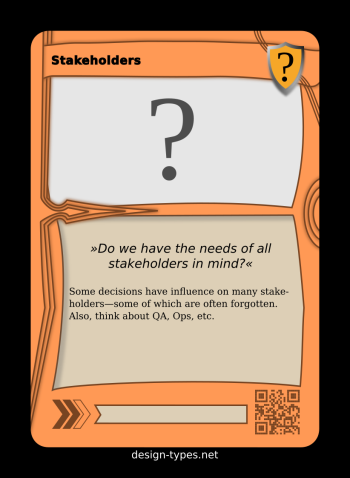 Stakeholders
?
?
»Do we have the needs of all
stakeholders in mind?«
Some decisions have influence on many stake-
holders—some of which are often forgotten.
Also, think about QA, Ops, etc.
design-types.net